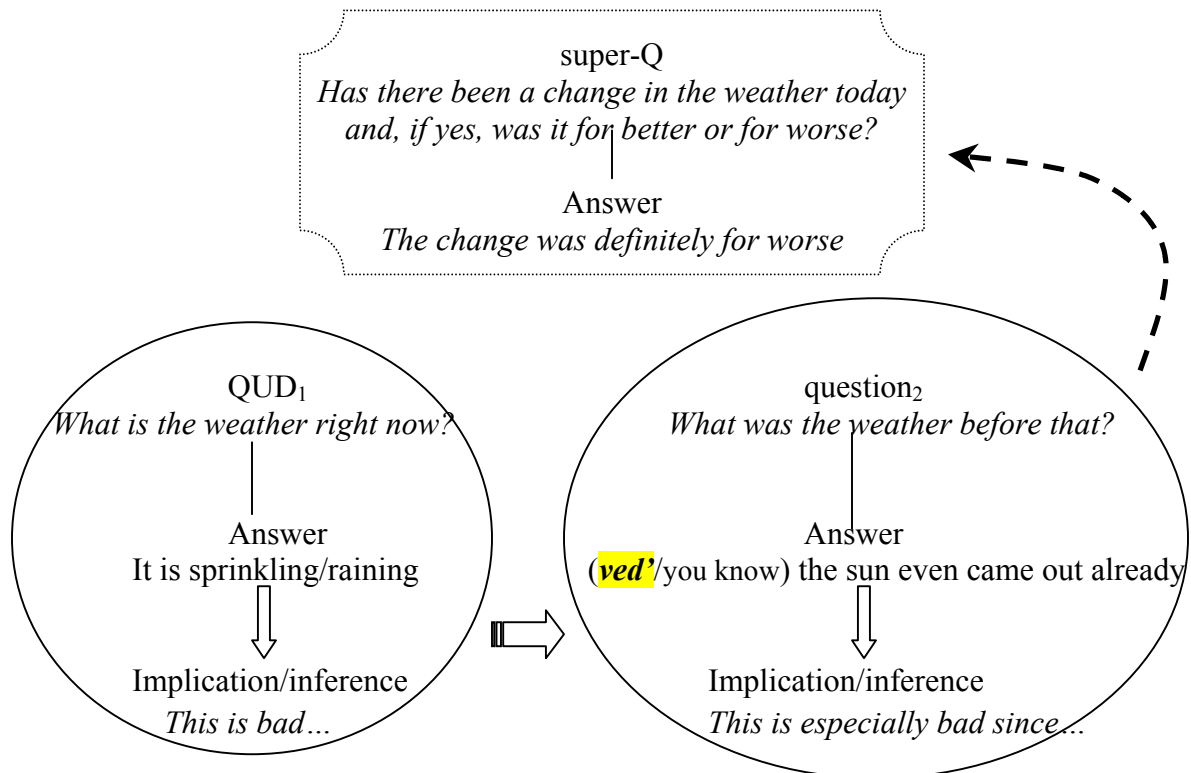 super-Q
Has there been a change in the weather today
and, if yes, was it for better or for worse?
Answer
The change was definitely for worse
QUD₁
What is the weather right now?
Answer
It is sprinkling/raining
Implication/inference
This is bad…
question₂
What was the weather before that?
Answer
(ved’/you know) the sun even came out already
Implication/inference
This is especially bad since…